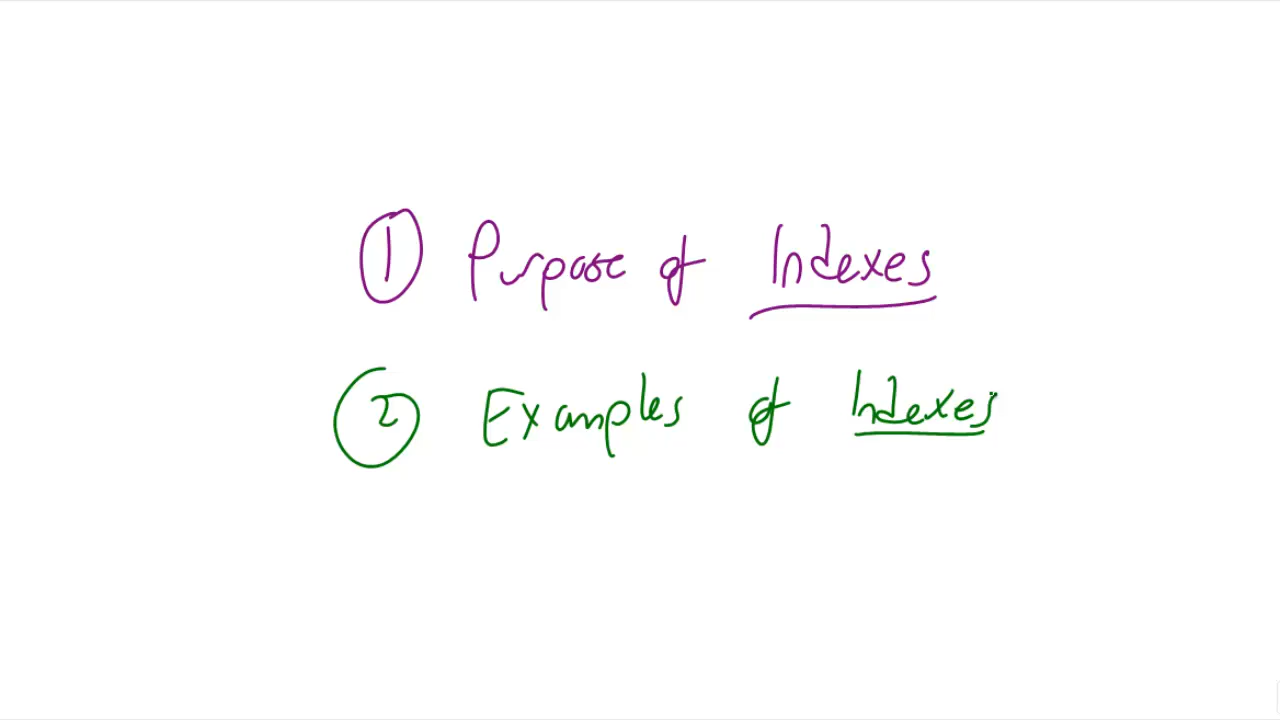 ① Purpose of Indexes
② Examples of Indexes